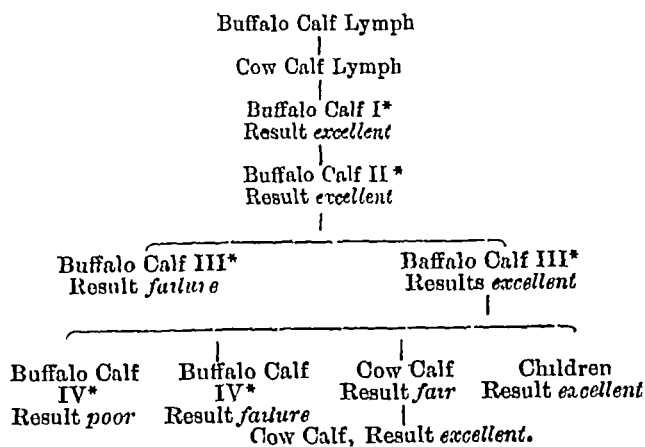 Buffalo Calf Lymph
Cow Calf Lymph
Buffalo Calf I*
Result excellent
Buffalo Calf II*
Result excellent
Buffalo Calf III*
Result failure
Baffalo Calf III*
Results excellent
Buffalo Calf
IV*
Result poor
Buffalo Calf
IV*
Result failure
Cow Calf
Result fair
Children
Result excellent
Cow Calf, Result excellent.